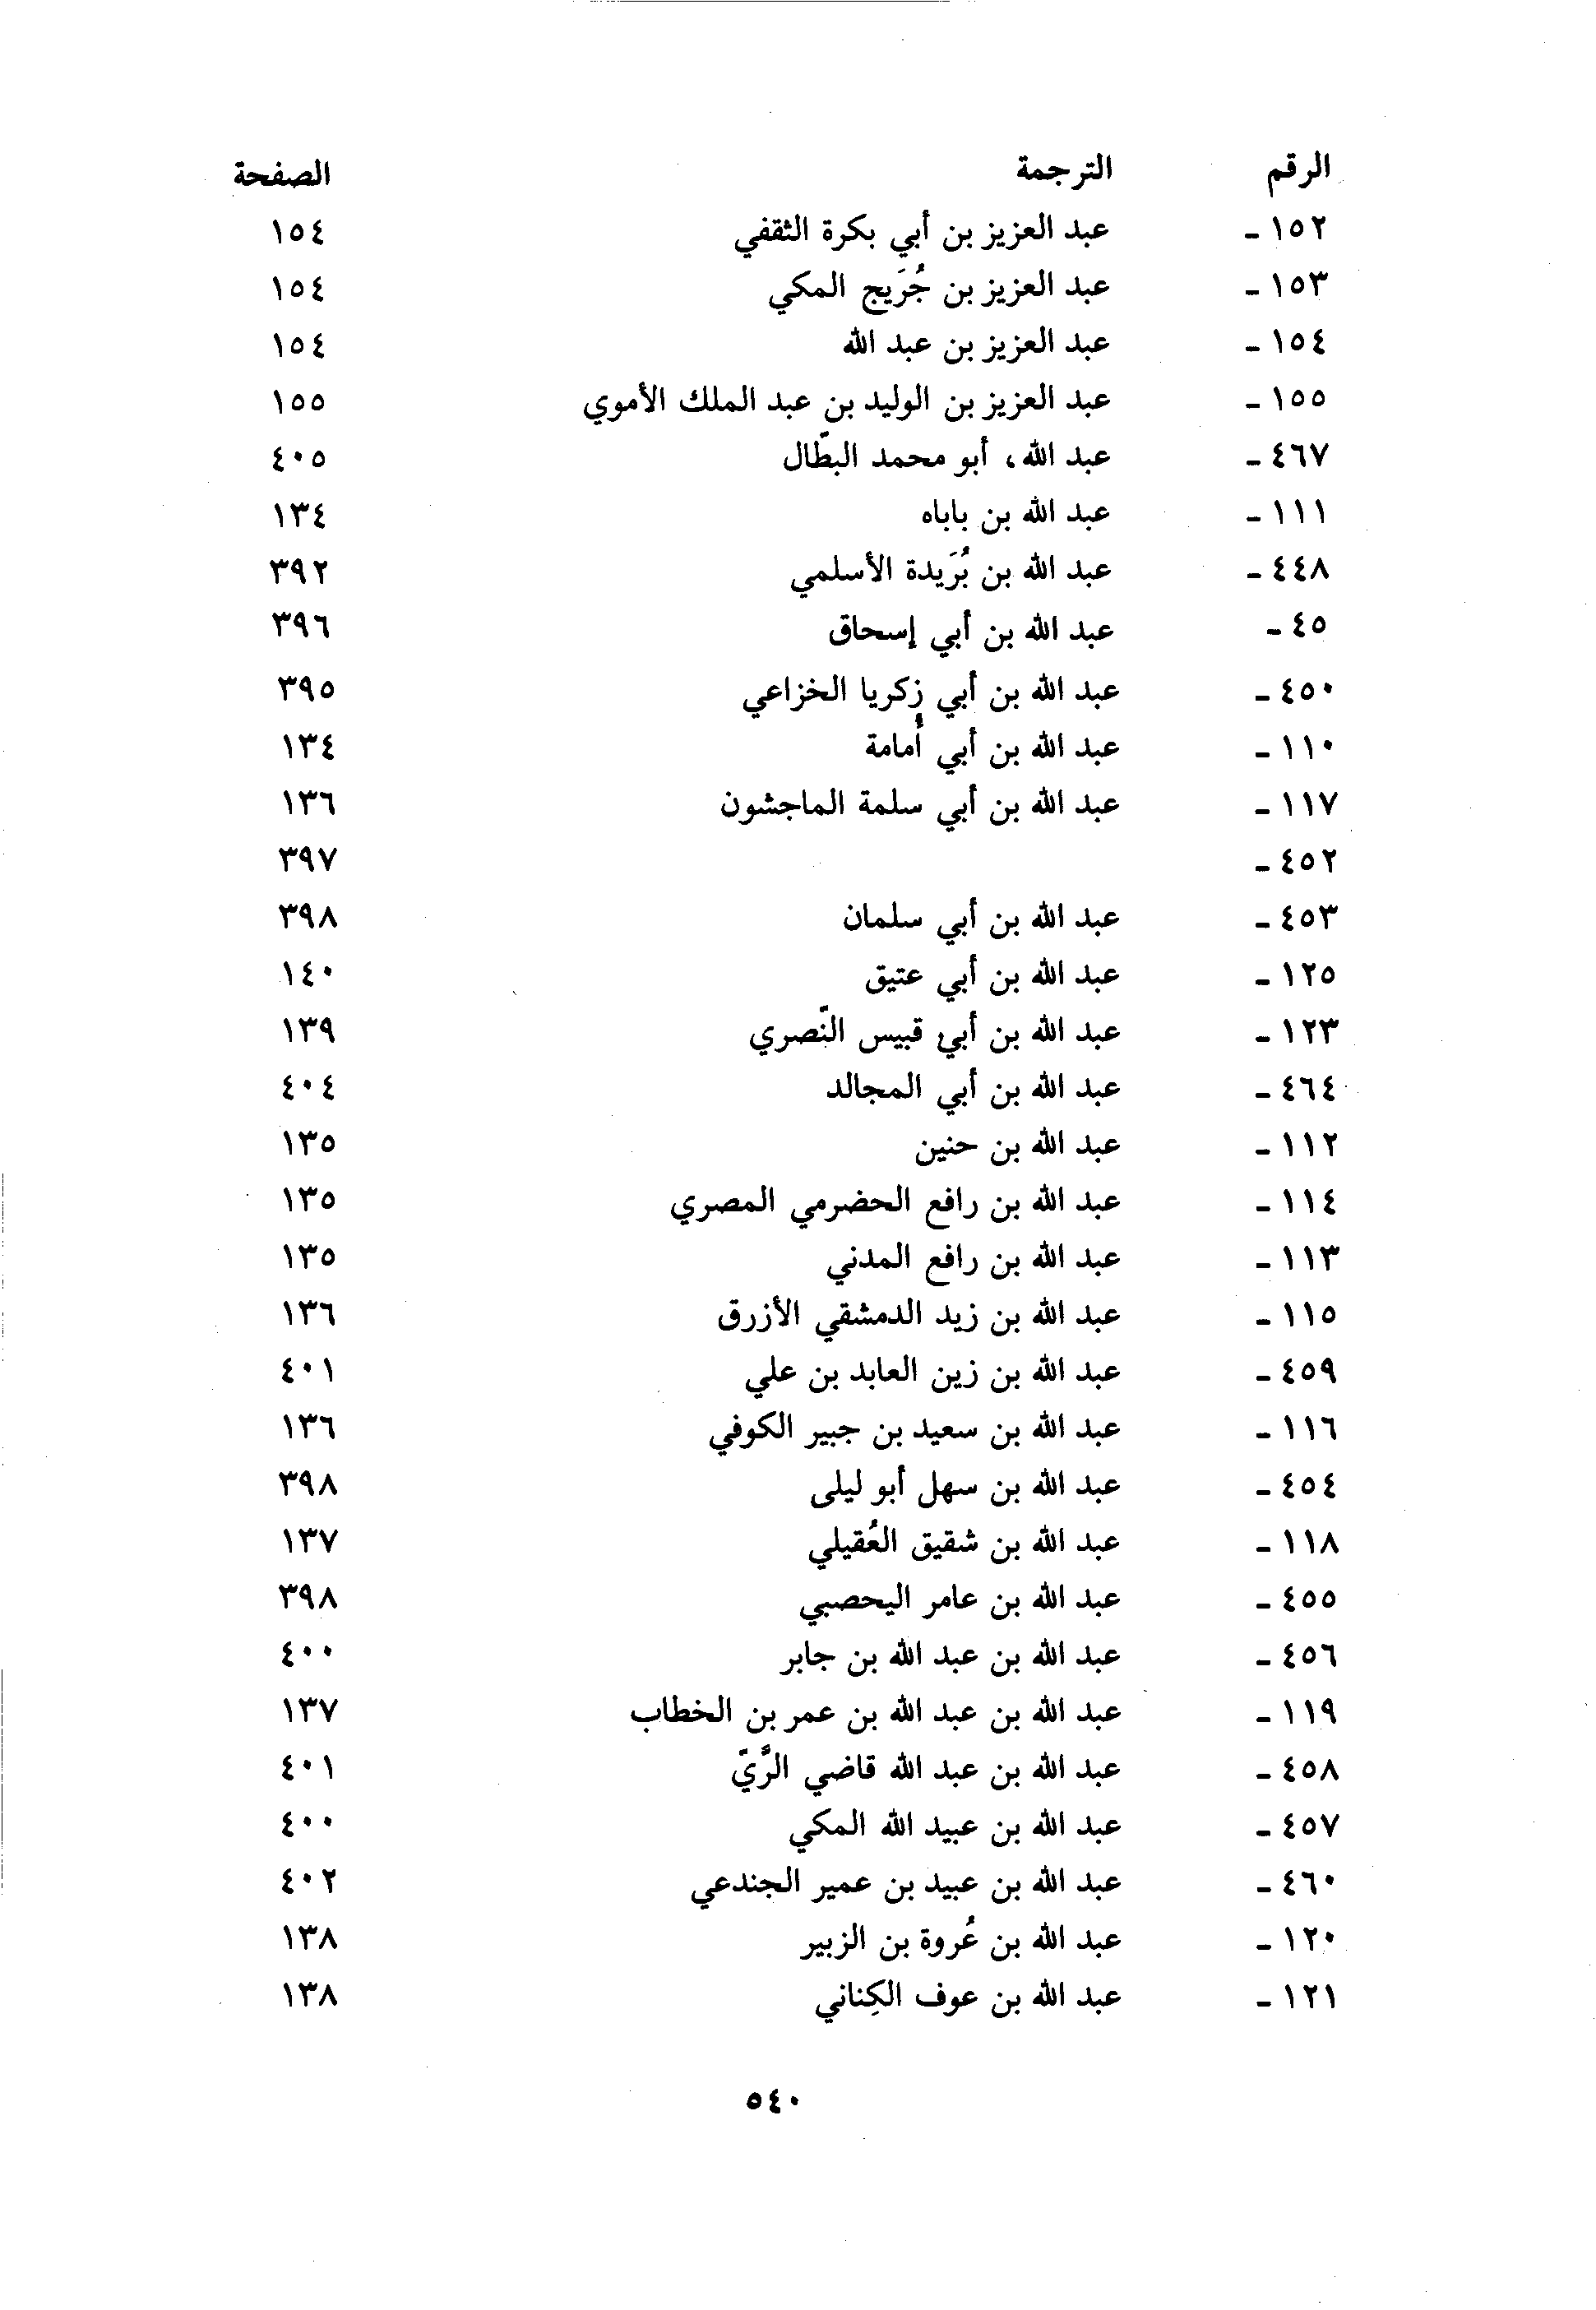 الرقم الترجمة الصفحة
١٥٢ ـ عبد العزيز بن أبي بكرة الثقفي ١٥٤
١٥٣ ـ عبد العزيز بن جُرَيج المكي ١٥٤
١٥٤ ـ عبد العزيز بن عبد الله ١٥٤
١٥٥ ـ عبد العزيز بن الوليد بن عبد الملك الأموي ١٥٥
٤٦٧ ـ عبد الله، أبو محمد البطّال ٤٠٥
١١١ ـ عبد الله بن باباه ١٣٤
٤٤٨ ـ عبد الله بن بُرَيدة الأسلمي ٣٩٢
٤٥ ـ عبد الله بن أبي إسحاق ٣٩٦
٤٥٠ ـ عبد الله بن أبي زكريا الخزاعي ٣٩٥
١١٠ ـ عبد الله بن أبي أُمامة ١٣٤
١١٧ ـ عبد الله بن أبي سلمة الماجشون ١٣٦
٤٥٢ ـ ٣٩٧
٤٥٣ ـ عبد الله بن أبي سلمان ٣٩٨
١٢٥ ـ عبد الله بن أبي عتيق ١٤٠
١٢٣ ـ عبد الله بن أبي قبيس النّصري ١٣٩
٤٦٤ ـ عبد الله بن أبي المجالد ٤٠٤
١١٢ ـ عبد الله بن حنين ١٣٥
١١٤ ـ عبد الله بن رافع الحضرمي المصري ١٣٥
١١٣ ـ عبد الله بن رافع المدني ١٣٥
١١٥ ـ عبد الله بن زيد الدمشقي الأزرق ١٣٦
٤٥٩ ـ عبد الله بن زين العابد بن علي ٤٠١
١١٦ ـ عبد الله بن سعيد بن جبير الكوفي ١٣٦
٤٥٤ ـ عبد الله بن سهل أبو ليلى ٣٩٨
١١٨ ـ عبد الله بن شقيق العُقيلي ١٣٧
٤٥٥ ـ عبد الله بن عامر اليحصبي ٣٩٨
٤٥٦ ـ عبد الله بن عبد الله بن جابر ٤٠٠
١١٩ ـ عبد الله بن عبد الله بن عمر بن الخطاب ١٣٧
٤٥٨ ـ عبد الله بن عبد الله قاضي الرَّيّ ٤٠١
٤٥٧ ـ عبد الله بن عبيد الله المكي ٤٠٠
٤٦٠ ـ عبد الله بن عبيد بن عمير الجندعي ٤٠٢
١٢٠ ـ عبد الله بن عُروة بن الزبير ١٣٨
١٢١ ـ عبد الله بن عوف الكِناني ١٣٨
٥٤٠